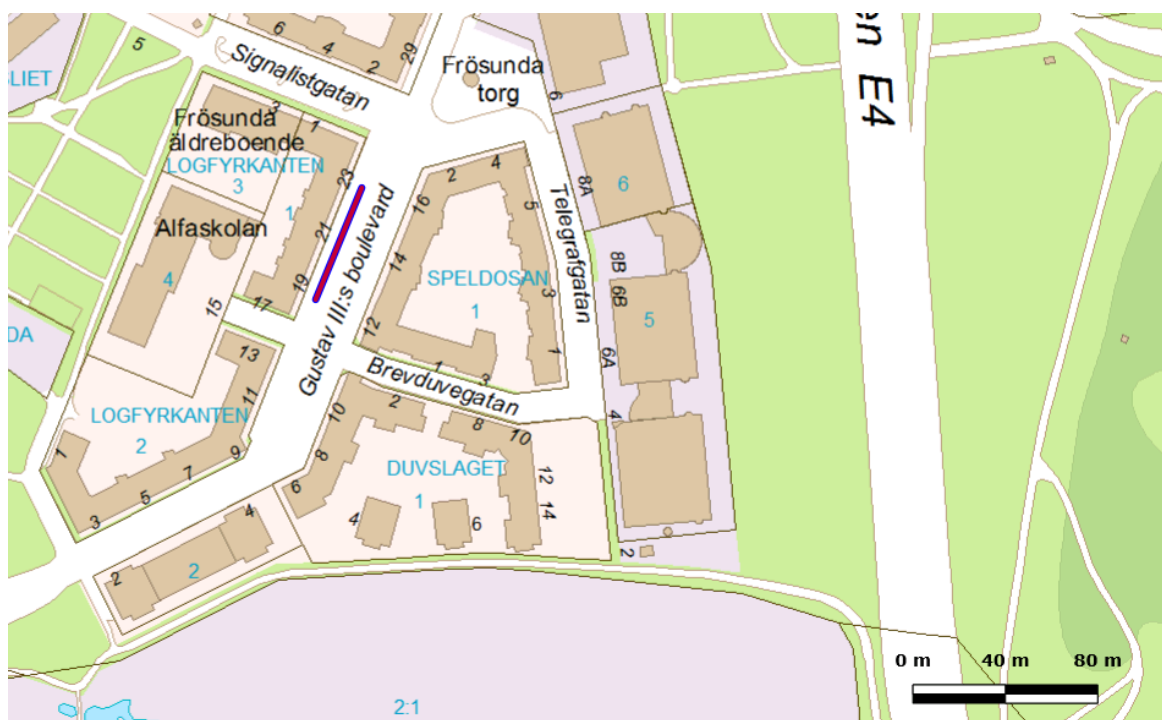 6
4
2
29
5
SLIET
Signalistgatan
Frösunda
torg
6
en E4
3
1
Frösunda
äldreboende
LOGFYRKANTEN
3
1
23
21
19
17
15
Alfaskolan
4
Gustav III:s boulevard
2
4
16
14
12
5
3
1
SPELDOSAN
1
1
3
Telegrafgatan
8A
6
8B
6B
5
6A
4
2
DA
13
11
9
7
5
3
1
LOGFYRKANTEN
2
Brevduvegatan
2
10
8
6
8
10
12
14
DUVSLAGET
1
4
6
4
2
2
0 m 40 m 80 m
2:1